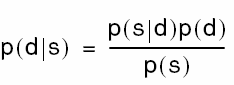 p(d|s) = p(s|d)p(d) / p(s)